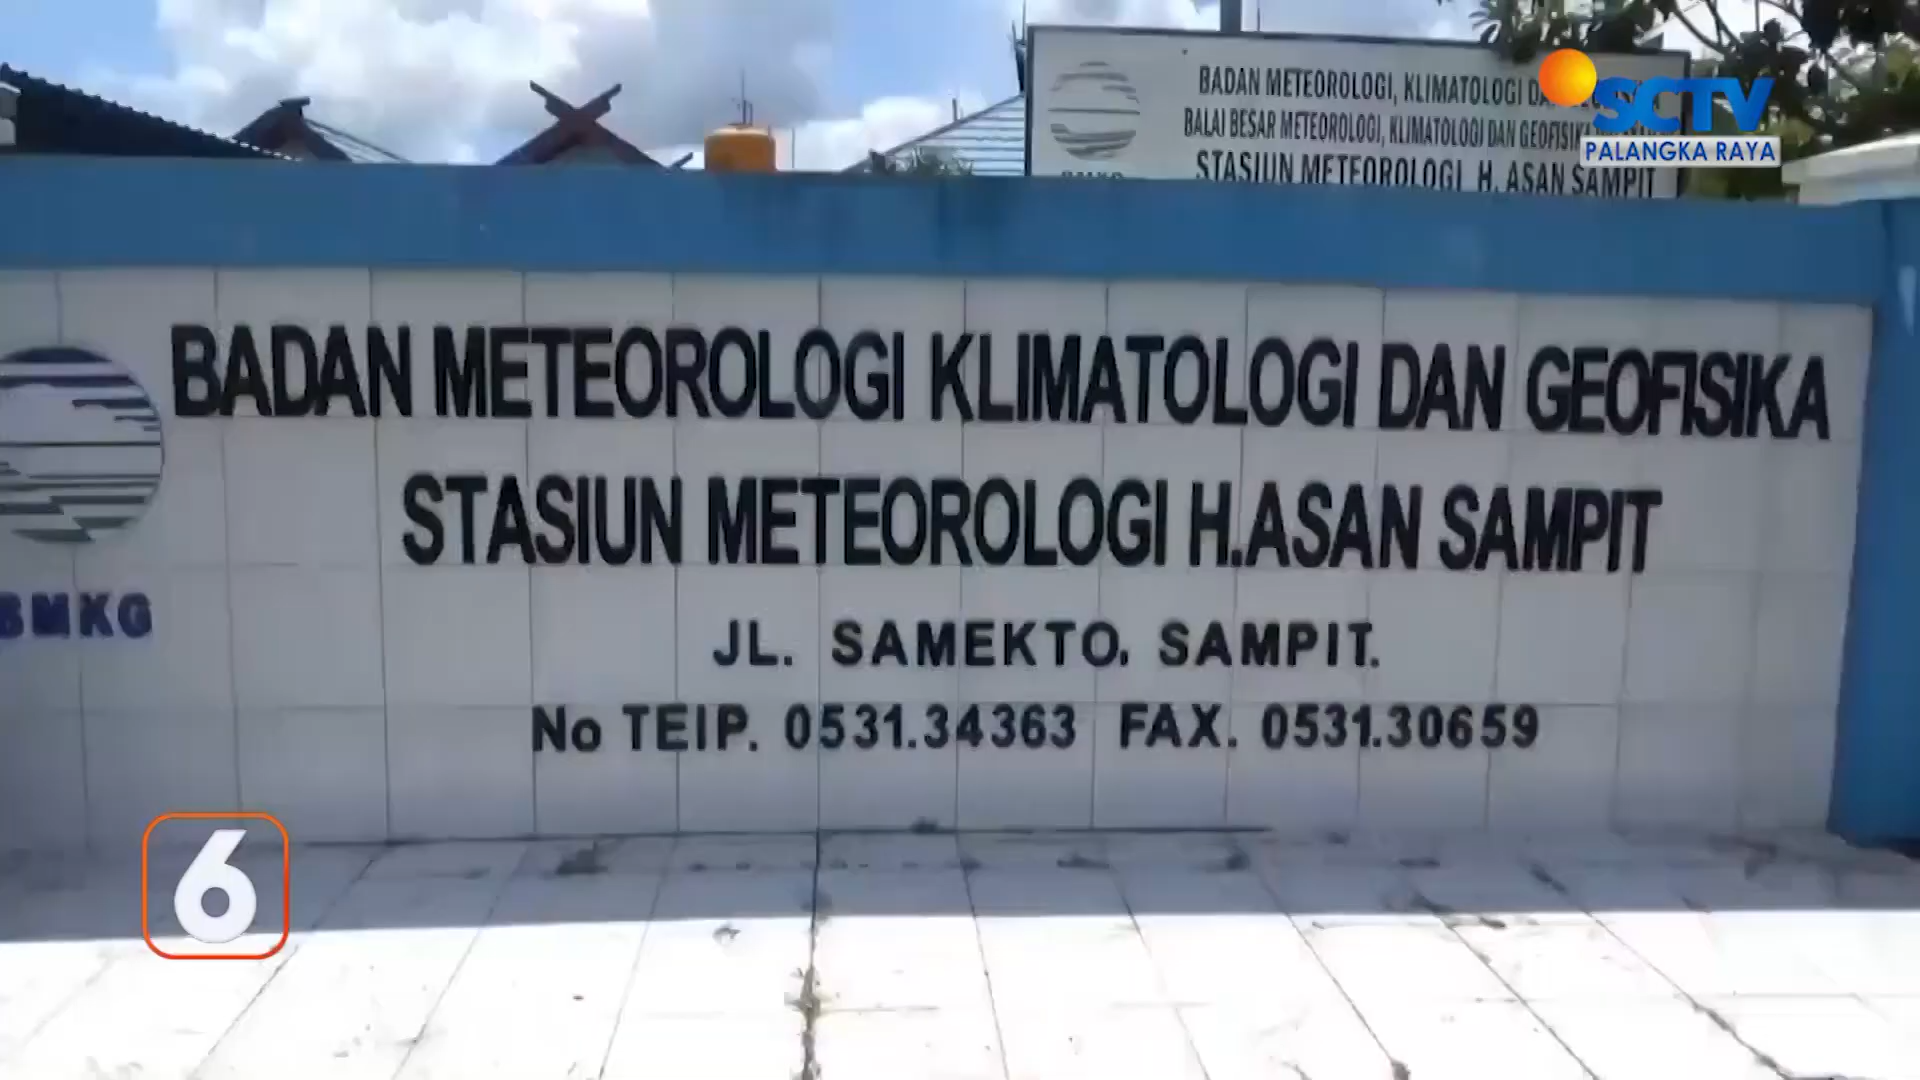 BADAN METEOROLOGI, KLIMATOLOGI
BALAI BESAR METEOROLOGI, KLIMATOLOGI DAN GEOFISIKA
STASIUN METEOROLOGI H. ASAN SAMPIT
SCTV
PALANGKA RAYA
BADAN METEOROLOGI KLIMATOLOGI DAN GEOFISIKA
STASIUN METEOROLOGI H.ASAN SAMPIT
BMKG
JL. SAMEKTO. SAMPIT.
No TEIP. 0531.34363 FAX. 0531.30659
6